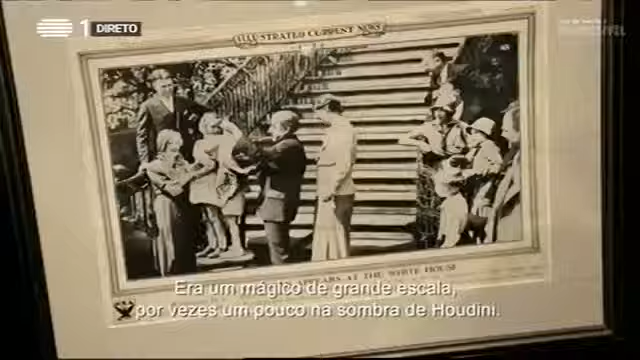 1 DIRETO
ILLUSTRATED CURRENT NEWS
AT THE WHITE HOUSE
Era um mágico de grande escala,
por vezes um pouco na sombra de Houdini.